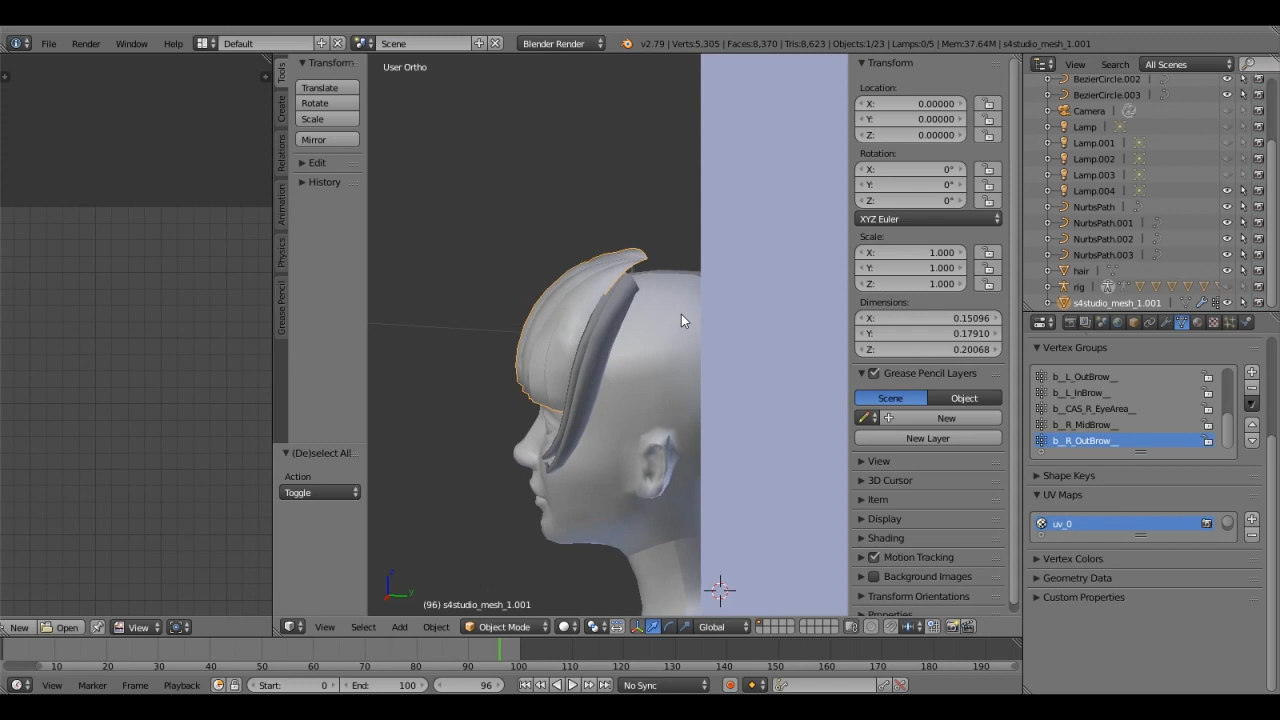 File Render Window Help Default Scene Blender Render v2.79 | Verts:5,305 | Faces:8,370 | Tris:8,623 | Objects:1/23 | Lamps:0/5 | Mem:37.64M | s4studio_mesh_1.001
User Ortho
Tools
Create
Relations
Animation
Physics
Grease Pencil
Transform
Translate
Rotate
Scale
Mirror
Edit
History
(De)select All
Action
Toggle
(96) s4studio_mesh_1.001
Transform
Location:
X: 0.00000
Y: 0.00000
Z: 0.00000
Rotation:
X: 0°
Y: 0°
Z: 0°
XYZ Euler
Scale:
X: 1.000
Y: 1.000
Z: 1.000
Dimensions:
X: 0.15096
Y: 0.17910
Z: 0.20068
Grease Pencil Layers
Scene Object
New
New Layer
View
3D Cursor
Item
Display
Shading
Motion Tracking
Background Images
Transform Orientations
View Search All Scenes
BezierCircle.002
BezierCircle.003
Camera
Lamp
Lamp.001
Lamp.002
Lamp.003
Lamp.004
NurbsPath
NurbsPath.001
NurbsPath.002
NurbsPath.003
hair
rig
s4studio_mesh_1.001
Vertex Groups
b__L_OutBrow__
b__L_InBrow__
b__CAS_R_EyeArea__
b__R_MidBrow__
b__R_OutBrow__
Shape Keys
UV Maps
uv_0
Vertex Colors
Geometry Data
Custom Properties
New Open View View Select Add Object Object Mode Global
10 20 30 40 50 60 70 80 90 100 110 120 130 140 150 160 170 180 190
View Marker Frame Playback Start: 0 End: 100 96 No Sync